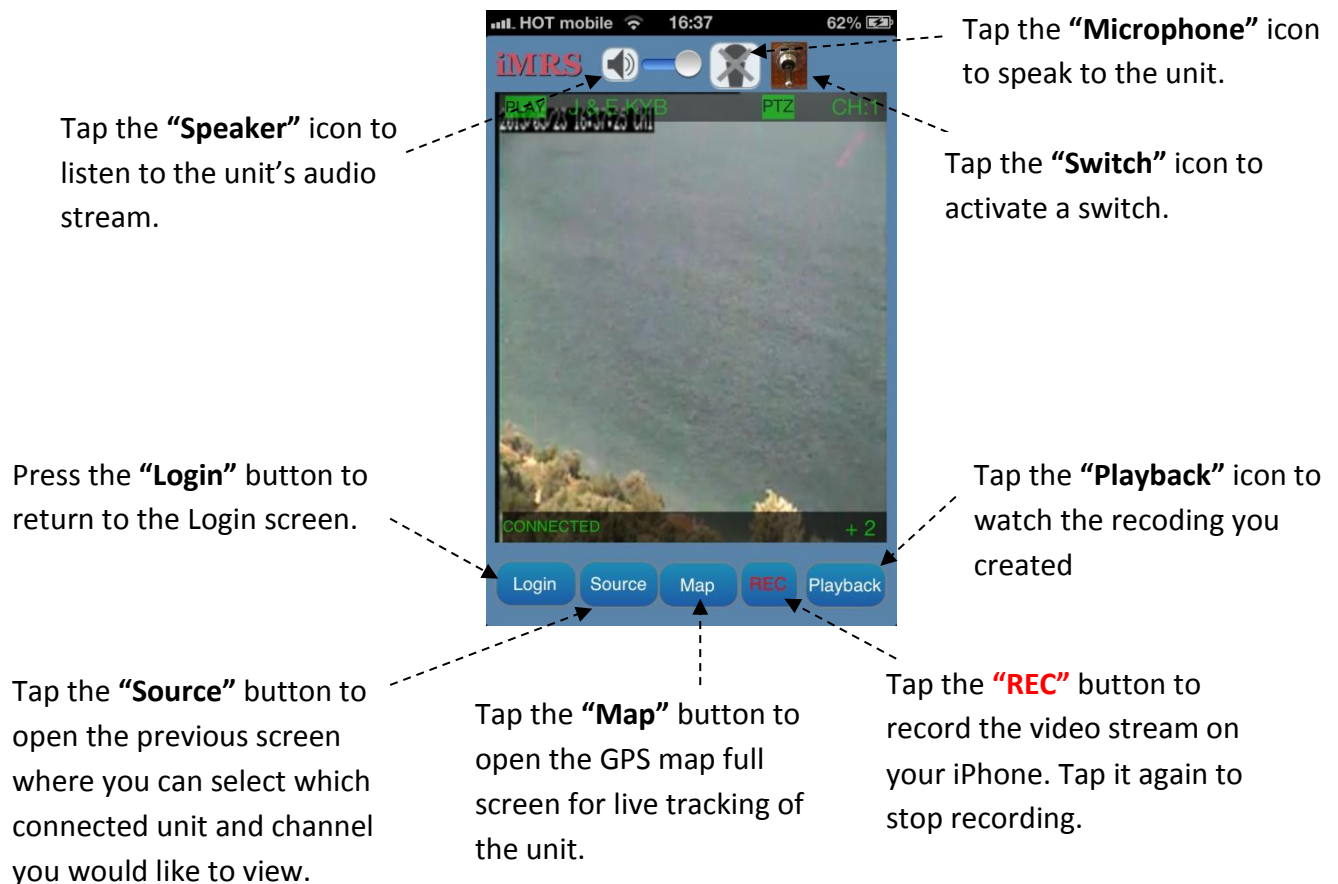 HOT mobile 16:37 62%
iMRS
Tap the “Microphone” icon
to speak to the unit.
Tap the “Speaker” icon to
listen to the unit’s audio
stream.
Tap the “Switch” icon to
activate a switch.
PLAY J & E KYB PTZ CH:1
16:37:25 CH1
Press the “Login” button to
return to the Login screen.
Tap the “Playback” icon to
watch the recoding you
created
CONNECTED + 2
Login Source Map REC Playback
Tap the “Source” button to
open the previous screen
where you can select which
connected unit and channel
you would like to view.
Tap the “Map” button to
open the GPS map full
screen for live tracking of
the unit.
Tap the “REC” button to
record the video stream on
your iPhone. Tap it again to
stop recording.